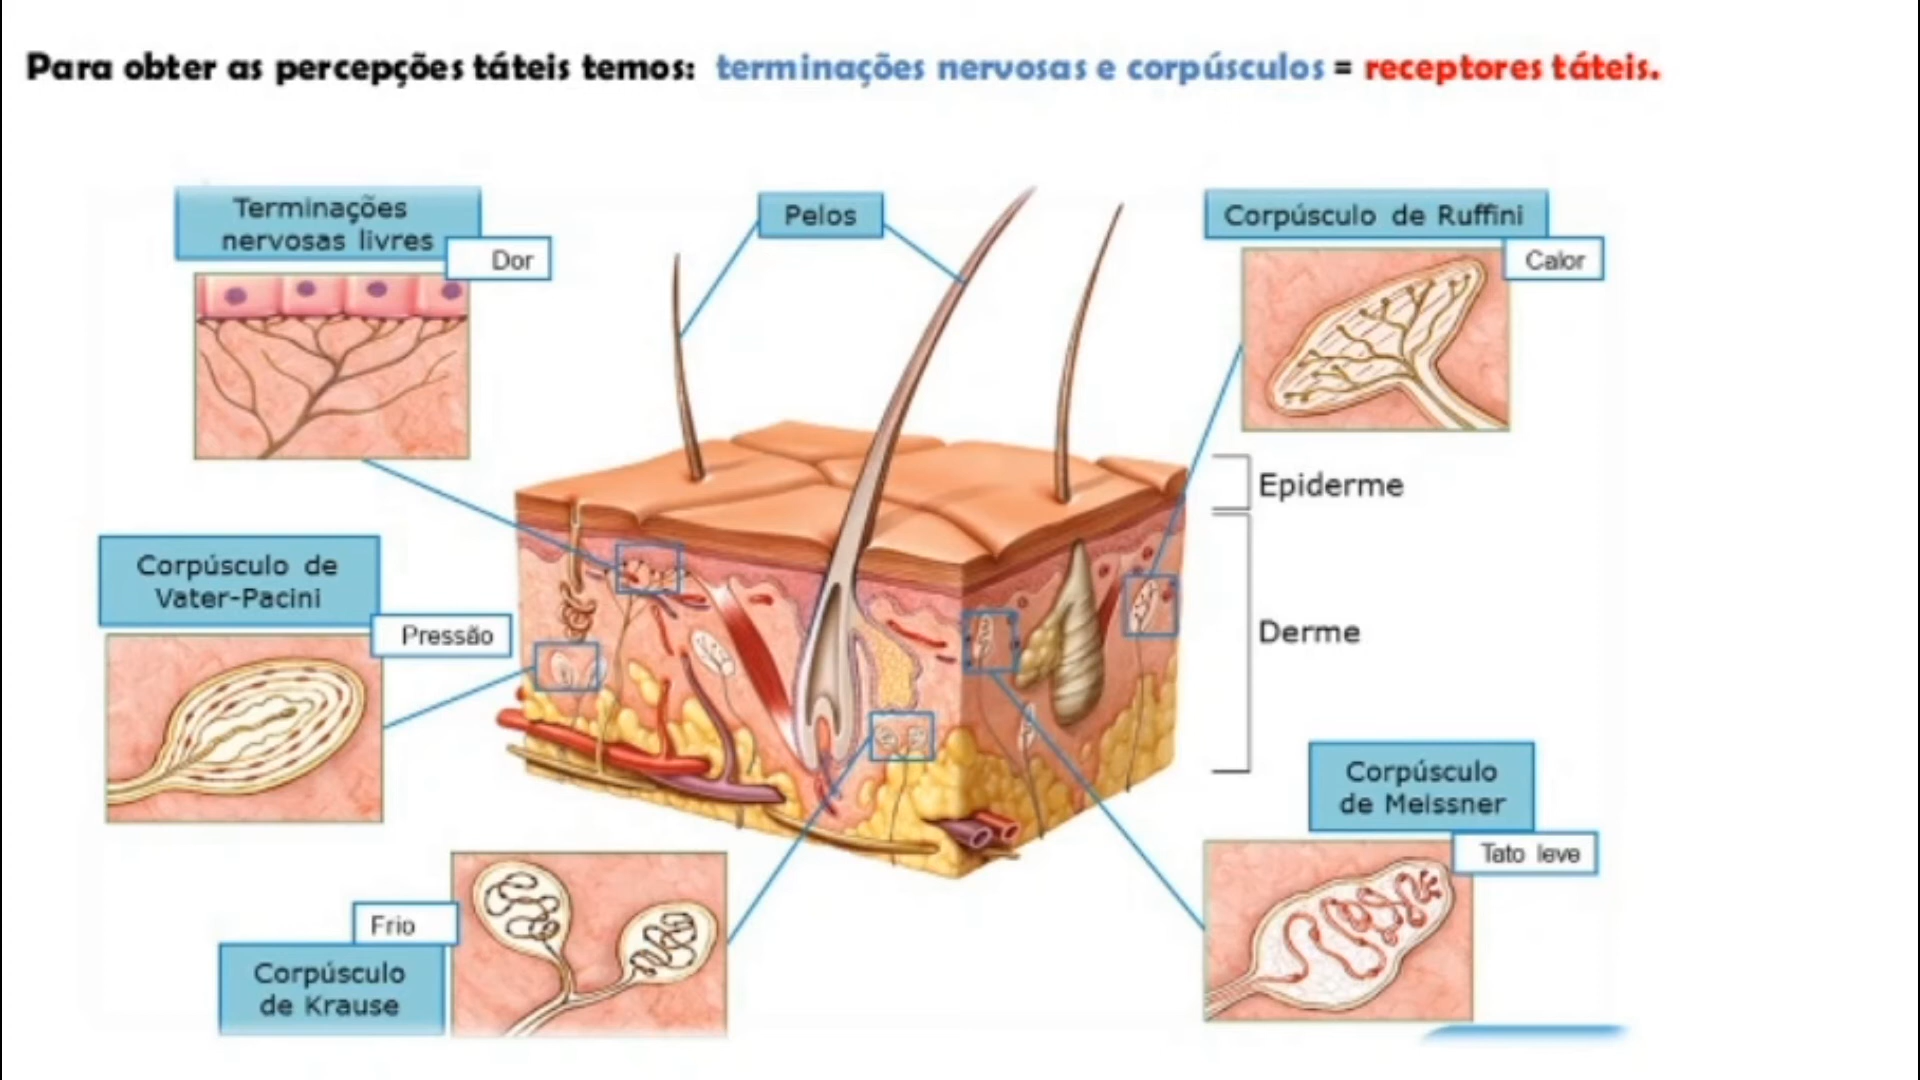 Para obter as percepções táteis temos: terminações nervosas e corpúsculos = receptores táteis.
Terminações
nervosas livres
Dor
Pelos
Corpúsculo de Ruffini
Calor
Epiderme
Corpúsculo de
Vater-Pacini
Pressão
Derme
Corpúsculo
de Meissner
Tato leve
Frio
Corpúsculo
de Krause